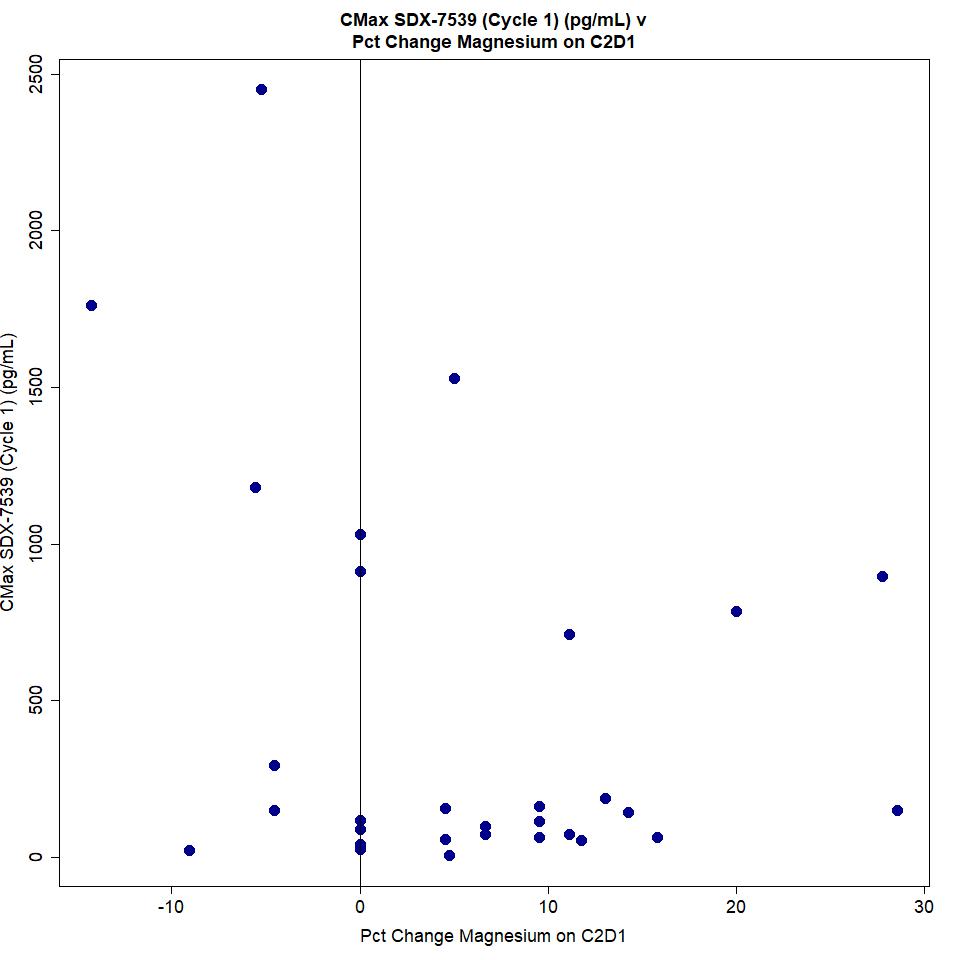 CMax SDX-7539 (Cycle 1) (pg/mL) v
Pct Change Magnesium on C2D1
CMax SDX-7539 (Cycle 1) (pg/mL)
2500
2000
1500
1000
500
0
-10
0
10
20
30
Pct Change Magnesium on C2D1